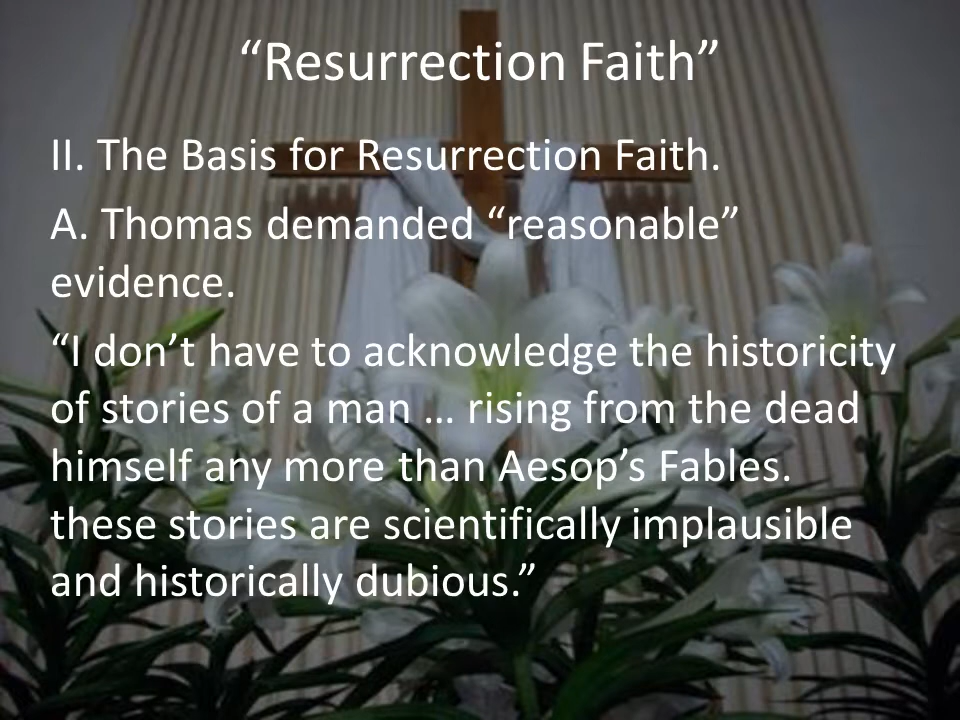 “Resurrection Faith”
II. The Basis for Resurrection Faith.
A. Thomas demanded “reasonable”
evidence.
“I don’t have to acknowledge the historicity
of stories of a man … rising from the dead
himself any more than Aesop’s Fables.
these stories are scientifically implausible
and historically dubious.”